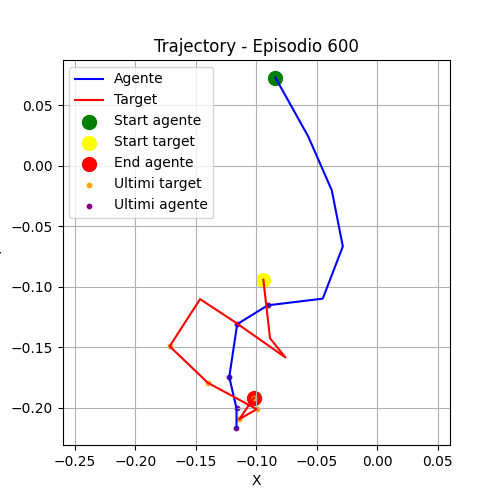 Trajectory - Episodio 600
Agente
Target
Start agente
Start target
End agente
Ultimi target
Ultimi agente
0.05
0.00
−0.05
−0.10
−0.15
−0.20
−0.25 −0.20 −0.15 −0.10 −0.05 0.00 0.05
X